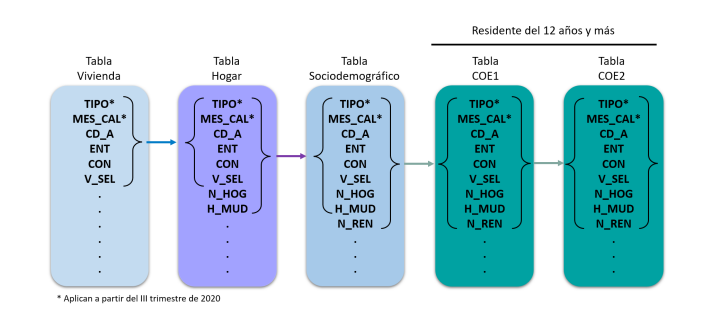 Residente del 12 años y más
Tabla
Vivienda
TIPO*
MES_CAL*
CD_A
ENT
CON
V_SEL
.
.
.
.
.
.
Tabla
Hogar
TIPO*
MES_CAL*
CD_A
ENT
CON
V_SEL
N_HOG
H_MUD
.
.
.
.
Tabla
Sociodemográfico
TIPO*
MES_CAL*
CD_A
ENT
CON
V_SEL
N_HOG
H_MUD
N_REN
.
.
.
Tabla
COE1
TIPO*
MES_CAL*
CD_A
ENT
CON
V_SEL
N_HOG
H_MUD
N_REN
.
.
.
Tabla
COE2
TIPO*
MES_CAL*
CD_A
ENT
CON
V_SEL
N_HOG
H_MUD
N_REN
.
.
.
* Aplican a partir del III trimestre de 2020